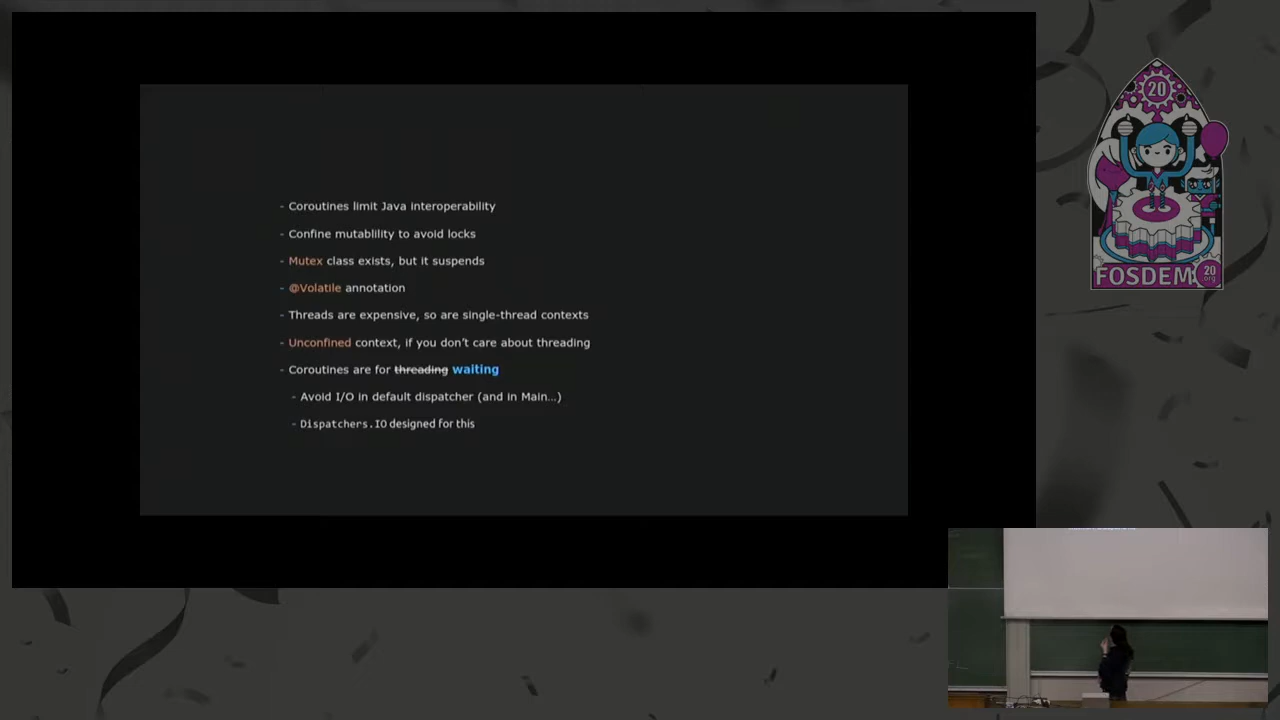 - Coroutines limit Java interoperability
- Confine mutablility to avoid locks
- Mutex class exists, but it suspends
- @Volatile annotation
- Threads are expensive, so are single-thread contexts
- Unconfined context, if you don't care about threading
- Coroutines are for threading waiting
- Avoid I/O in default dispatcher (and in Main...)
- Dispatchers.IO designed for this
20
FOSDEM
20
.org